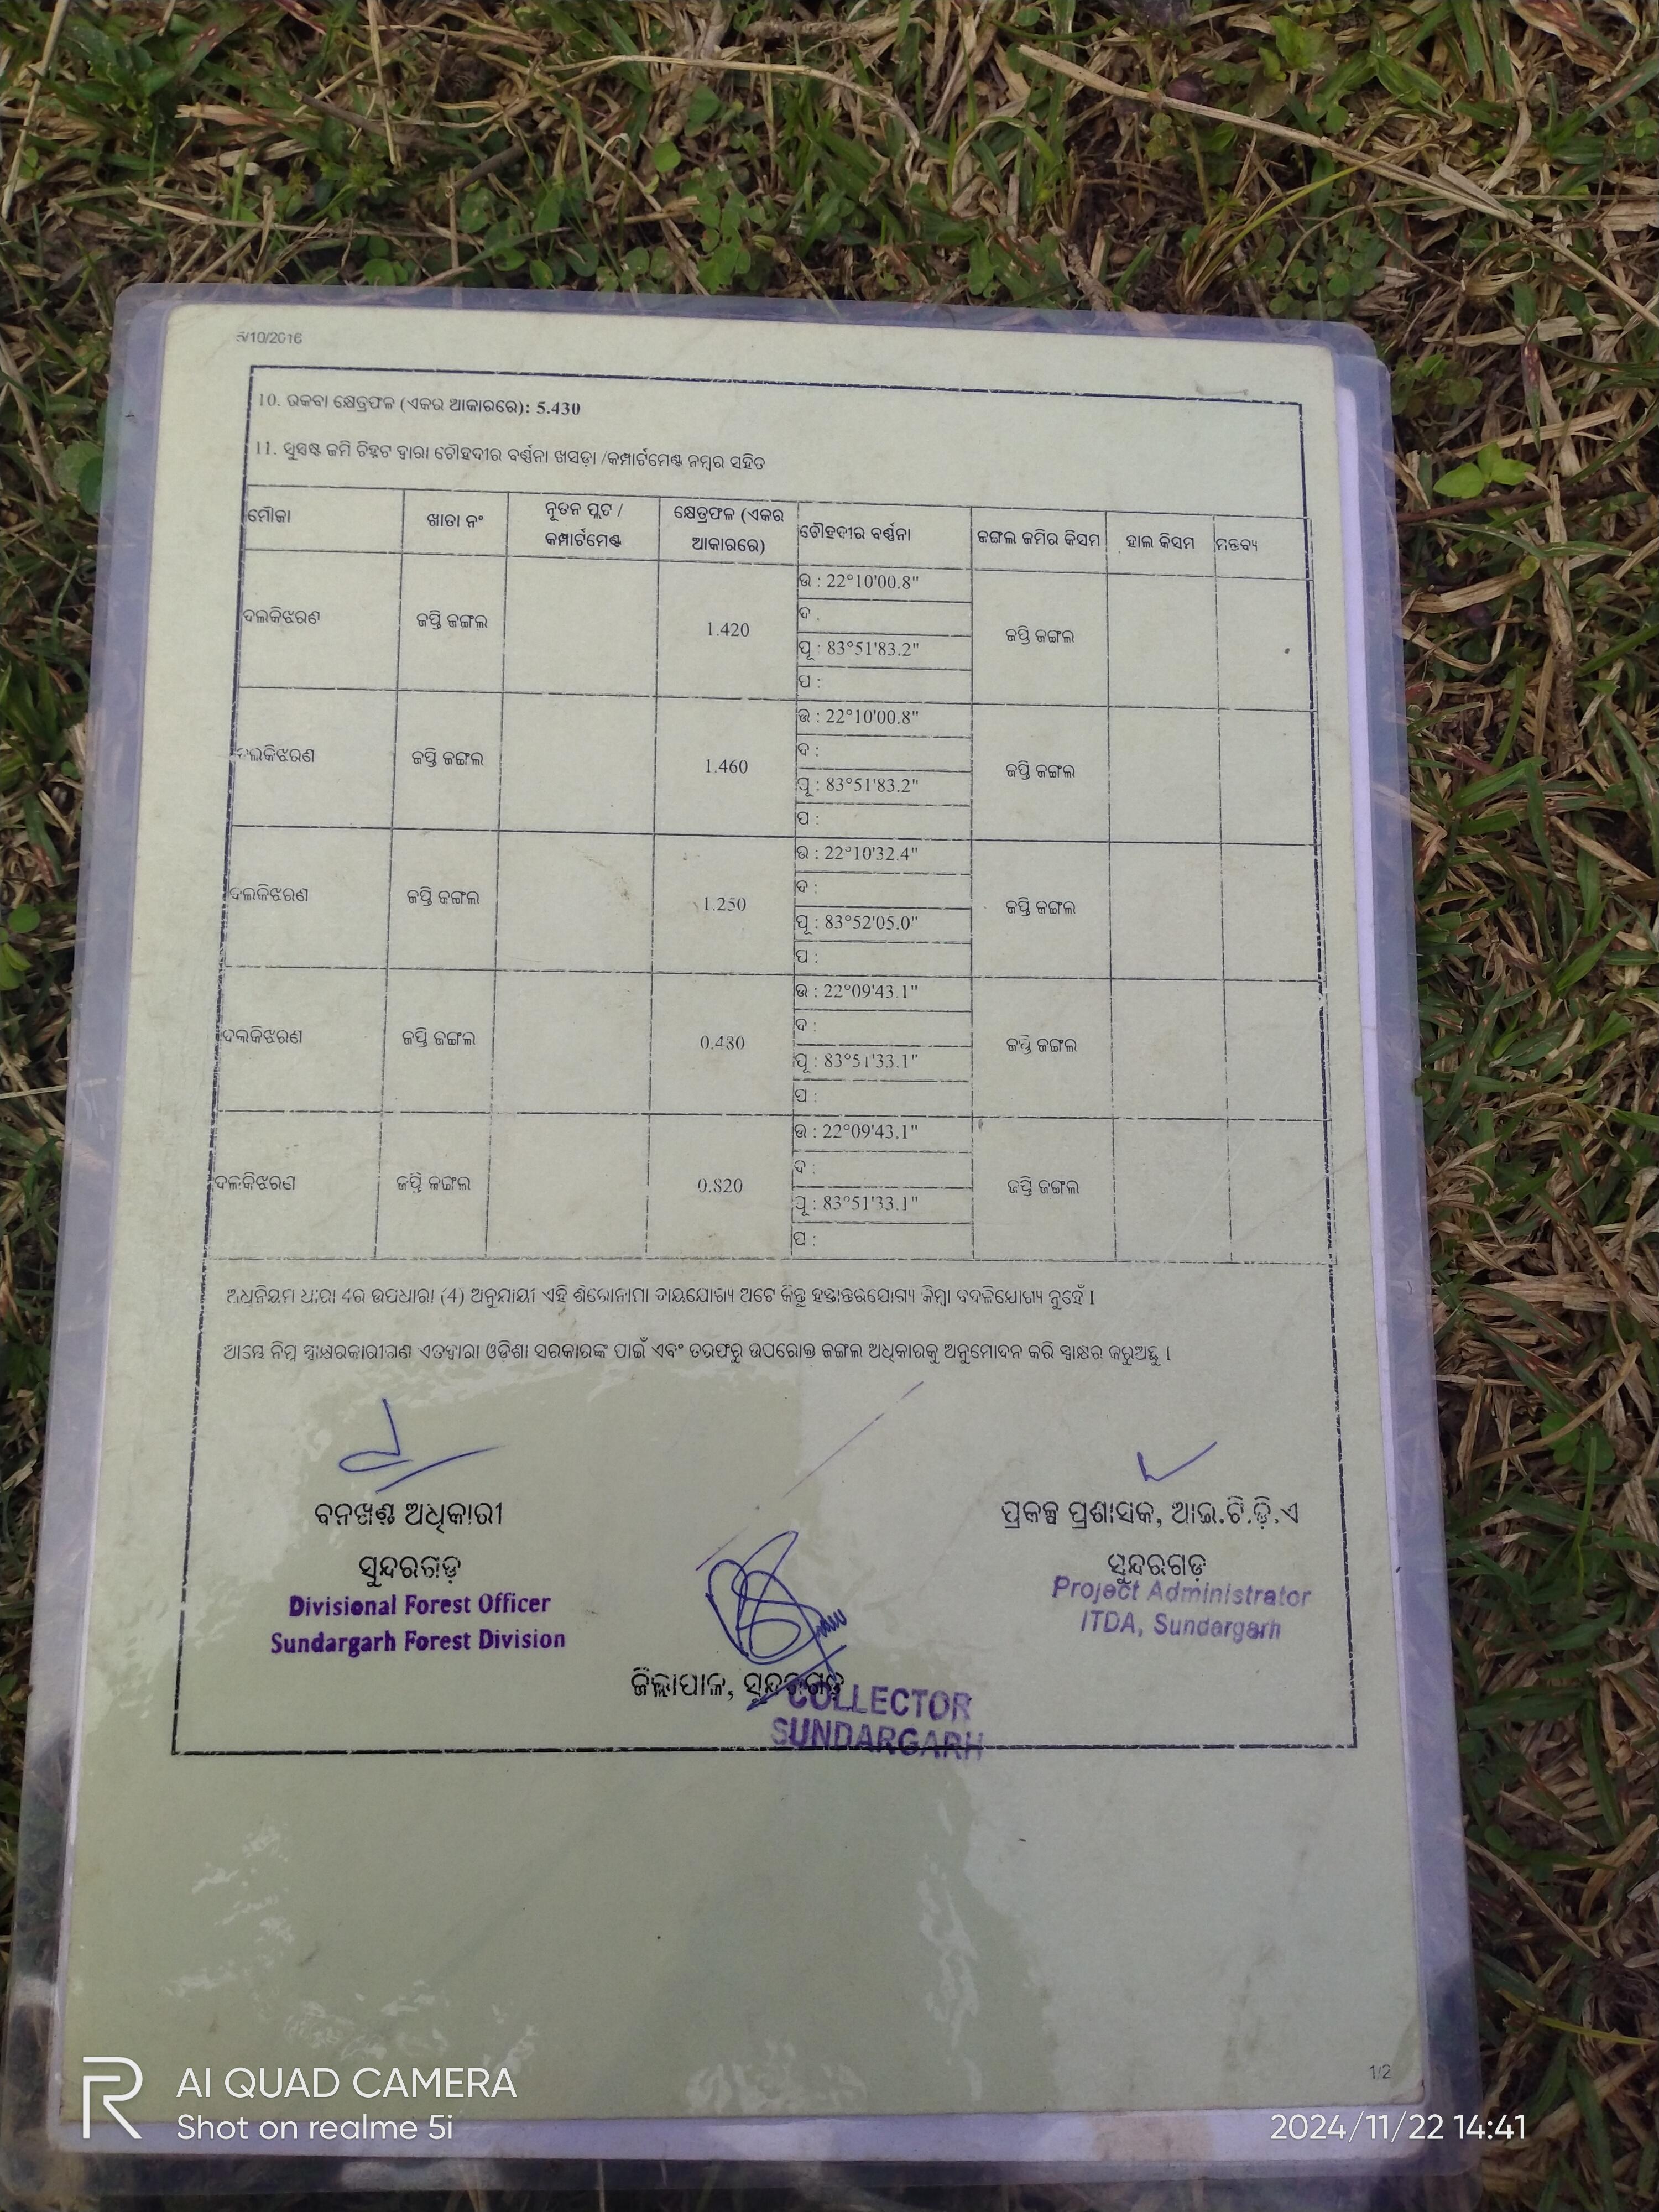 5/10/2016
10. ରକବା କ୍ଷେତ୍ରଫଳ (ଏକର ଆକାରରେ): 5.430
11. ସୁସ୍ପଷ୍ଟ ଜମି ଚିହ୍ନଟ ଦ୍ୱାରା ଚୌହଦୀର ବର୍ଣ୍ଣନା ଖସଡ଼ା /କମ୍ପାର୍ଟମେଣ୍ଟ ନମ୍ବର ସହିତ
ମୌଜା ଖାତା ନଂ ନୂତନ ପ୍ଲଟ / କମ୍ପାର୍ଟମେଣ୍ଟ କ୍ଷେତ୍ରଫଳ (ଏକର ଆକାରରେ) ଚୌହଦୀର ବର୍ଣ୍ଣନା ଜଙ୍ଗଲ ଜମିର କିସମ ହାଲ କିସମ ମନ୍ତବ୍ୟ
ଦଲକିଝରଣ ଜପ୍ତି ଜଙ୍ଗଲ 1.420 ଜପ୍ତି ଜଙ୍ଗଲ
ଉ : 22°10'00.8"
ଦ :
ପୂ : 83°51'83.2"
ପ :
ଦଲକିଝରଣ ଜପ୍ତି ଜଙ୍ଗଲ 1.460 ଜପ୍ତି ଜଙ୍ଗଲ
ଉ : 22°10'00.8"
ଦ :
ପୂ : 83°51'83.2"
ପ :
ଦଲକିଝରଣ ଜପ୍ତି ଜଙ୍ଗଲ 1.250 ଜପ୍ତି ଜଙ୍ଗଲ
ଉ : 22°10'32.4"
ଦ :
ପୂ : 83°52'05.0"
ପ :
ଦଲକିଝରଣ ଜପ୍ତି ଜଙ୍ଗଲ 0.480 ଜପ୍ତି ଜଙ୍ଗଲ
ଉ : 22°09'43.1"
ଦ :
ପୂ : 83°51'33.1"
ପ :
ଦଲକିଝରଣ ଜପ୍ତି ଜଙ୍ଗଲ 0.820 ଜପ୍ତି ଜଙ୍ଗଲ
ଉ : 22°09'43.1"
ଦ :
ପୂ : 83°51'33.1"
ପ :
ଅଧିନିୟମ ଧାରା 4ର ଉପଧାରା (4) ଅନୁଯାୟୀ ଏହି ଶିରୋନାମା ଦାୟଯୋଗ୍ୟ ଅଟେ କିନ୍ତୁ ହସ୍ତାନ୍ତରଯୋଗ୍ୟ କିମ୍ବା ବଦଳିଯୋଗ୍ୟ ନୁହେଁ ।
ଆମ୍ଭେ ନିମ୍ନ ସ୍ୱାକ୍ଷରକାରୀଗଣ ଏତଦ୍ୱାରା ଓଡ଼ିଶା ସରକାରଙ୍କ ପାଇଁ ଏବଂ ତରଫରୁ ଉପରୋକ୍ତ ଜଙ୍ଗଲ ଅଧିକାରକୁ ଅନୁମୋଦନ କରି ସ୍ୱାକ୍ଷର କରୁଅଛୁ ।
ବନଖଣ୍ଡ ଅଧିକାରୀ
ସୁନ୍ଦରଗଡ଼
Divisional Forest Officer
Sundargarh Forest Division
ପ୍ରକଳ୍ପ ପ୍ରଶାସକ, ଆଇ.ଟି.ଡ଼ି.ଏ
ସୁନ୍ଦରଗଡ଼
Project Administrator
ITDA, Sundargarh
ଜିଲ୍ଲାପାଳ, ସୁନ୍ଦରଗଡ଼
COLLECTOR
SUNDARGARH
1/2
AI QUAD CAMERA
Shot on realme 5i
2024/11/22 14:41